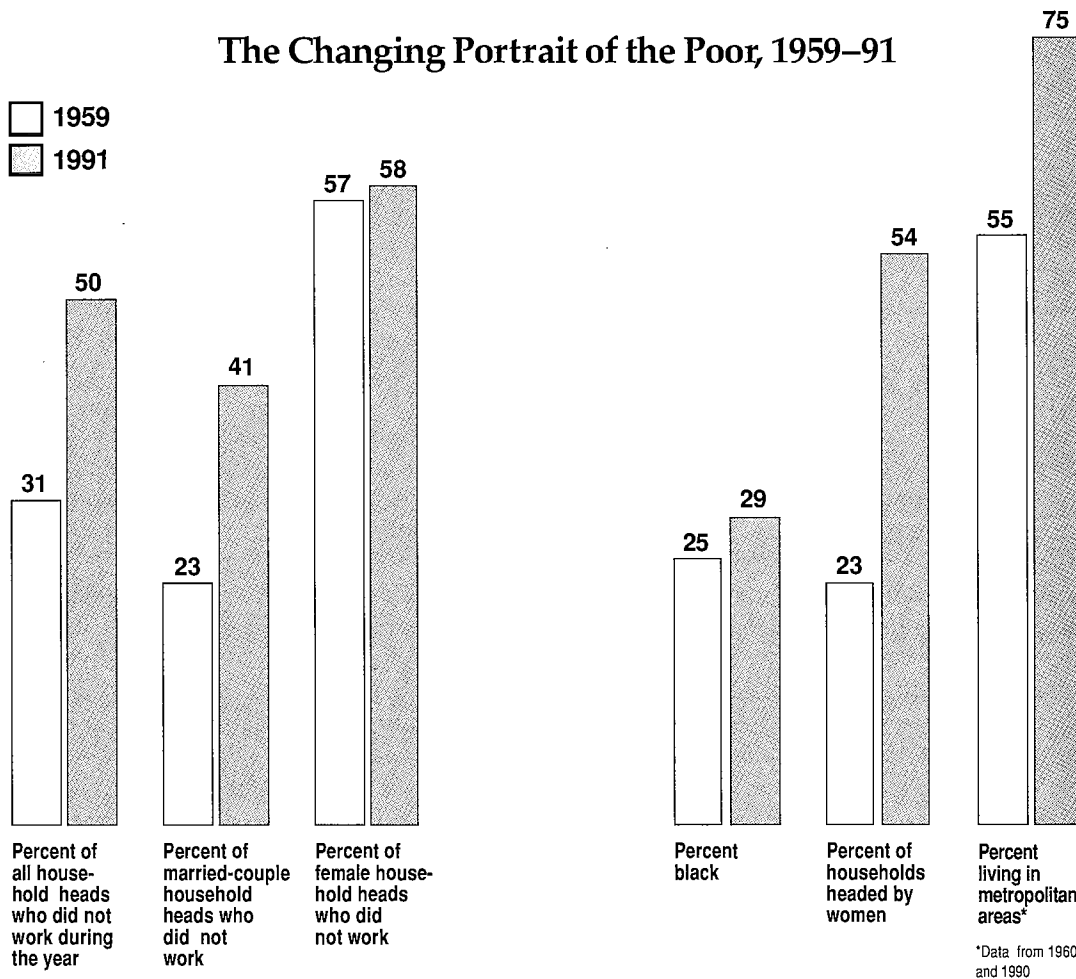 The Changing Portrait of the Poor, 1959–91
1959
1991
31
50
23
41
57
58
25
29
23
54
55
75
Percent of
all house-
hold heads
who did not
work during
the year
Percent of
married-couple
household
heads who
did not
work
Percent of
female house-
hold heads
who did
not work
Percent
black
Percent of
households
headed by
women
Percent
living in
metropolitan
areas*
*Data from 1960
and 1990